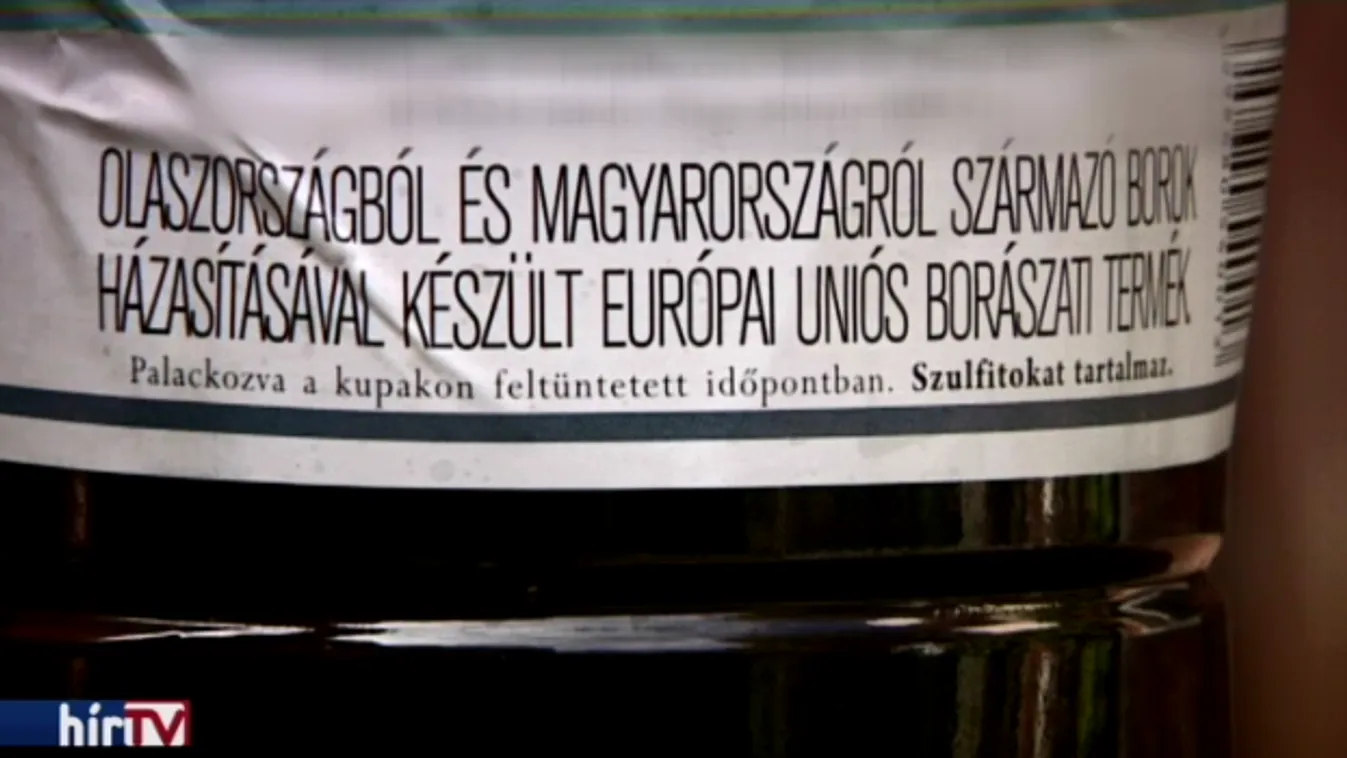 OLASZORSZÁGBÓL ÉS MAGYARORSZÁGRÓL SZÁRMAZÓ BOROK
HÁZASÍTÁSÁVAL KÉSZÜLT EURÓPAI UNIÓS BORÁSZATI TERMÉK
Palackozva a kupakon feltüntetett időpontban. Szulfitokat tartalmaz.
hírTV